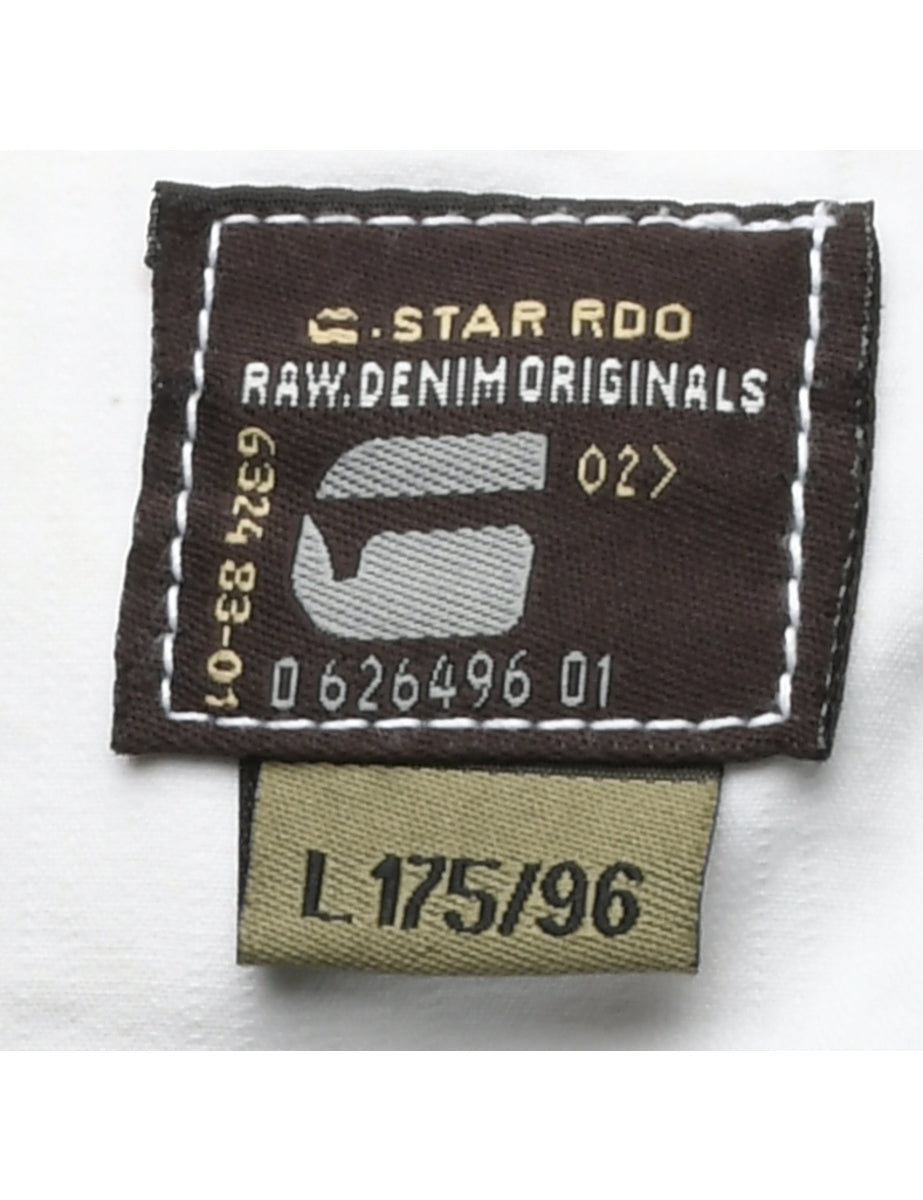 G.STAR RDO
RAW.DENIM ORIGINALS
02>
6324 83-01
0 626496 01
L 175/96